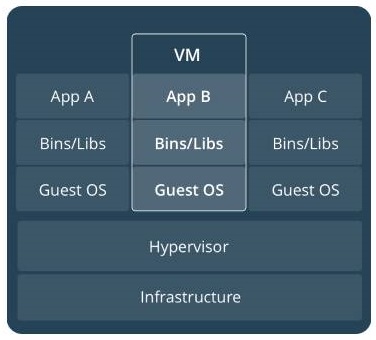 VM
App A App B App C
Bins/Libs Bins/Libs Bins/Libs
Guest OS Guest OS Guest OS
Hypervisor
Infrastructure